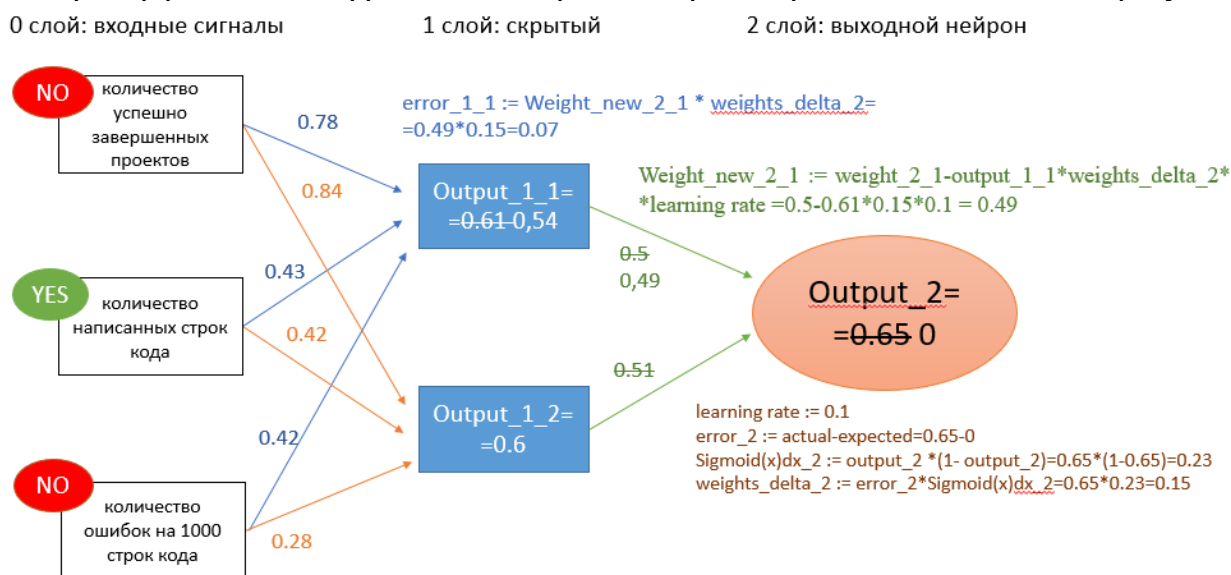 0 слой: входные сигналы
1 слой: скрытый
2 слой: выходной нейрон
NO
количество
успешно
завершенных
проектов
0.78
0.84
error_1_1 := Weight_new_2_1 * weights_delta_2=
=0.49*0.15=0.07
Output_1_1=
=0.61 0,54
Weight_new_2_1 := weight_2_1-output_1_1*weights_delta_2*
*learning rate =0.5-0.61*0.15*0.1 = 0.49
0.5
0,49
YES
количество
написанных строк
кода
0.43
0.42
Output_2=
=0.65 0
0.51
Output_1_2=
=0.6
learning rate := 0.1
error_2 := actual-expected=0.65-0
Sigmoid(x)dx_2 := output_2 *(1- output_2)=0.65*(1-0.65)=0.23
weights_delta_2 := error_2*Sigmoid(x)dx_2=0.65*0.23=0.15
NO
количество
ошибок на 1000
строк кода
0.42
0.28